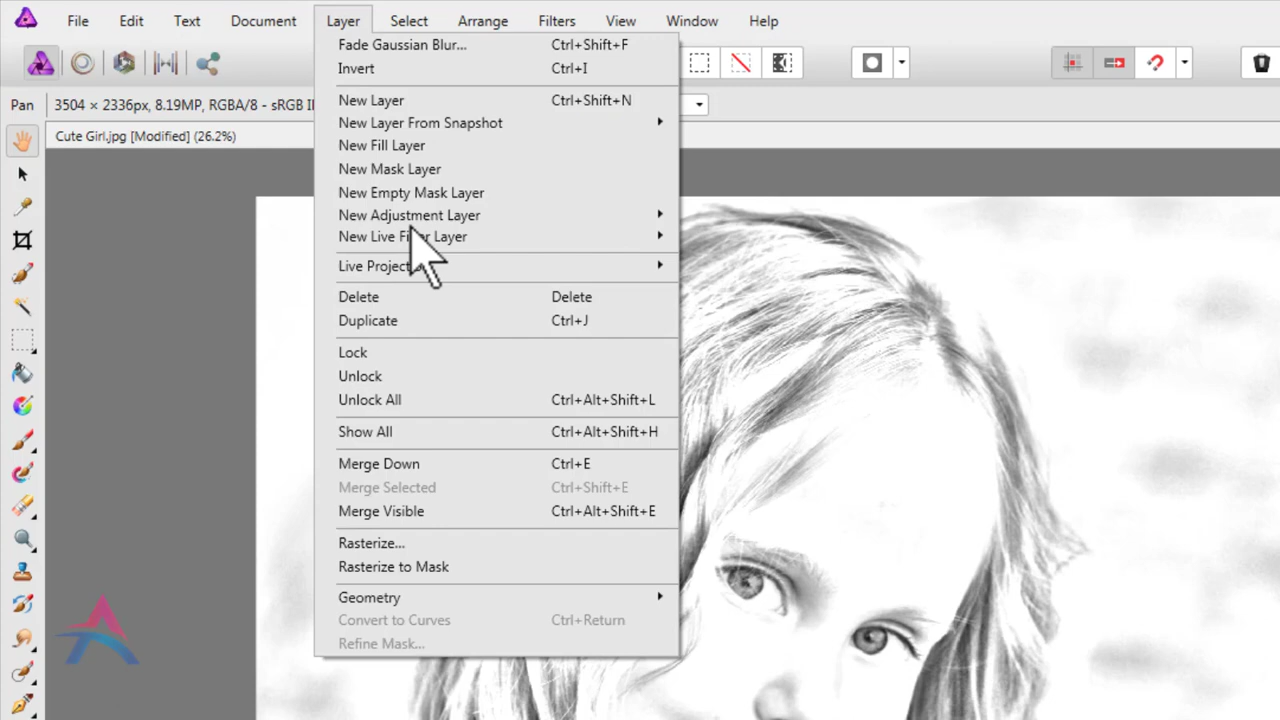 File Edit Text Document Layer Select Arrange Filters View Window Help
Pan 3504 × 2336px, 8.19MP, RGBA/8 - sRGB
Cute Girl.jpg [Modified] (26.2%)
Fade Gaussian Blur... Ctrl+Shift+F
Invert Ctrl+I
New Layer Ctrl+Shift+N
New Layer From Snapshot
New Fill Layer
New Mask Layer
New Empty Mask Layer
New Adjustment Layer
New Live Filter Layer
Live
Delete Delete
Duplicate Ctrl+J
Lock
Unlock
Unlock All Ctrl+Alt+Shift+L
Show All Ctrl+Alt+Shift+H
Merge Down Ctrl+E
Merge Selected Ctrl+Shift+E
Merge Visible Ctrl+Alt+Shift+E
Rasterize...
Rasterize to Mask
Geometry
Convert to Curves Ctrl+Return
Refine Mask...